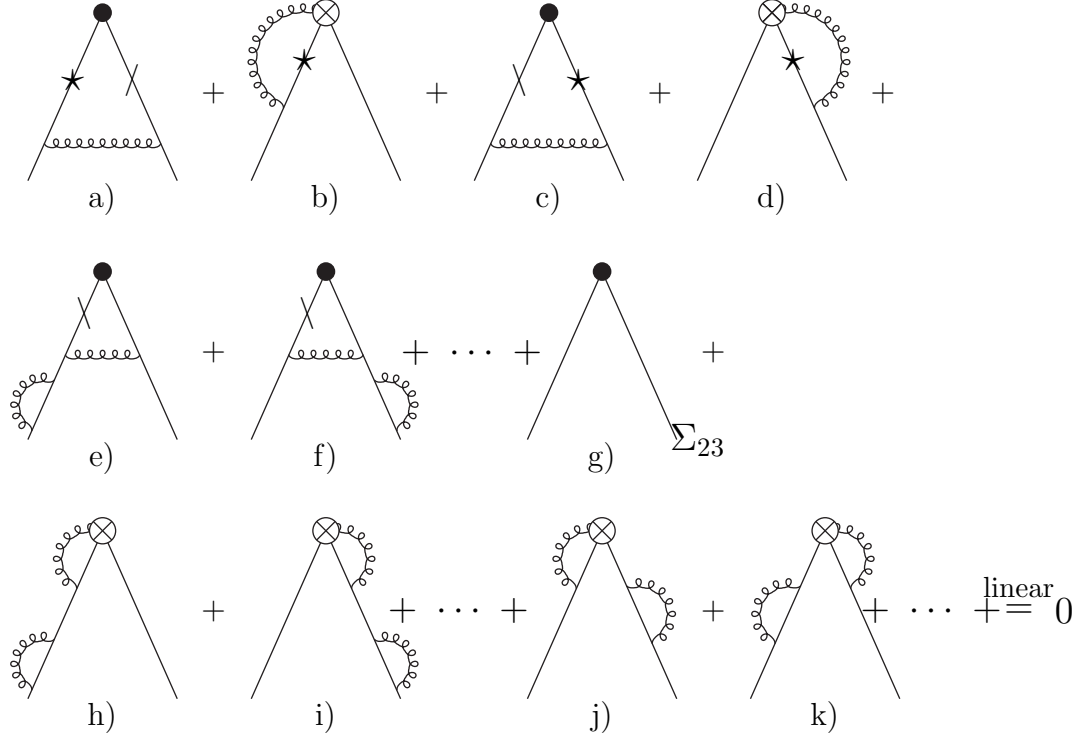 + + + +
a) b) c) d)
+ + ⋯ + +
Σ₂₃
e) f) g)
+ + ⋯ + + + ⋯ + linear = 0
h) i) j) k)